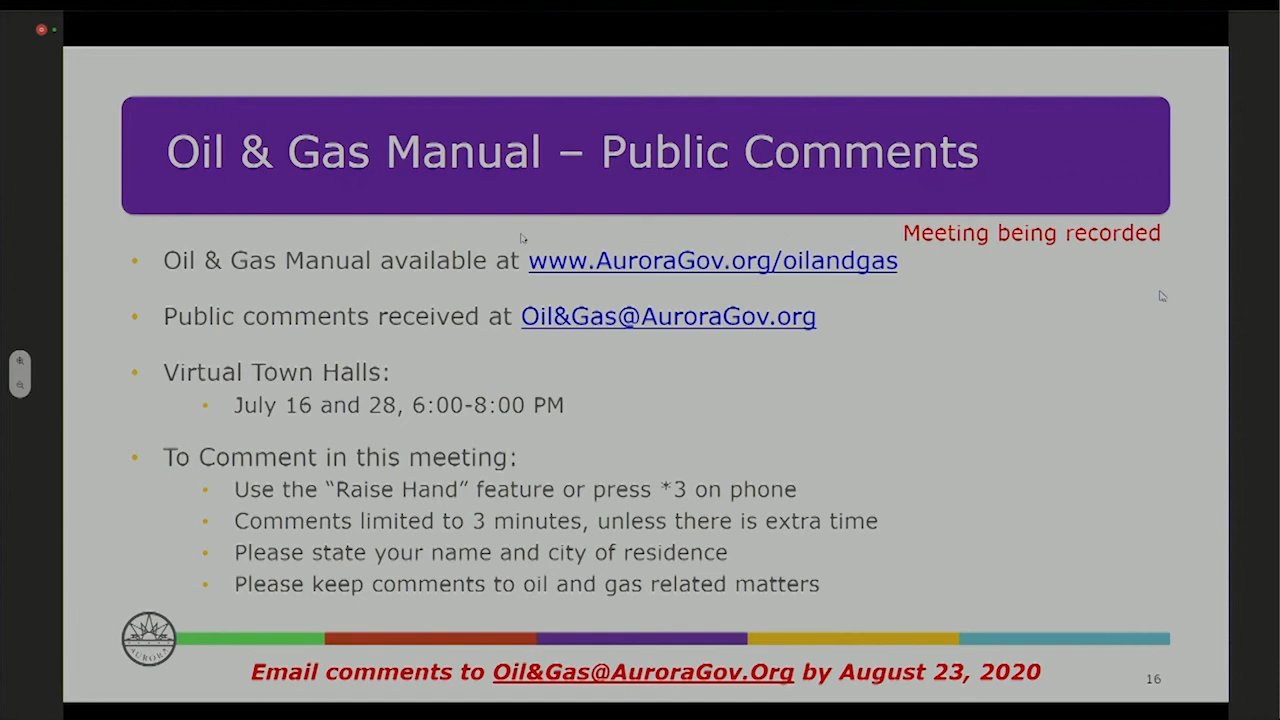 Oil & Gas Manual – Public Comments
Meeting being recorded
• Oil & Gas Manual available at www.AuroraGov.org/oilandgas
• Public comments received at Oil&Gas@AuroraGov.org
• Virtual Town Halls:
• July 16 and 28, 6:00-8:00 PM
• To Comment in this meeting:
• Use the “Raise Hand” feature or press *3 on phone
• Comments limited to 3 minutes, unless there is extra time
• Please state your name and city of residence
• Please keep comments to oil and gas related matters
AURORA
Email comments to Oil&Gas@AuroraGov.Org by August 23, 2020
16